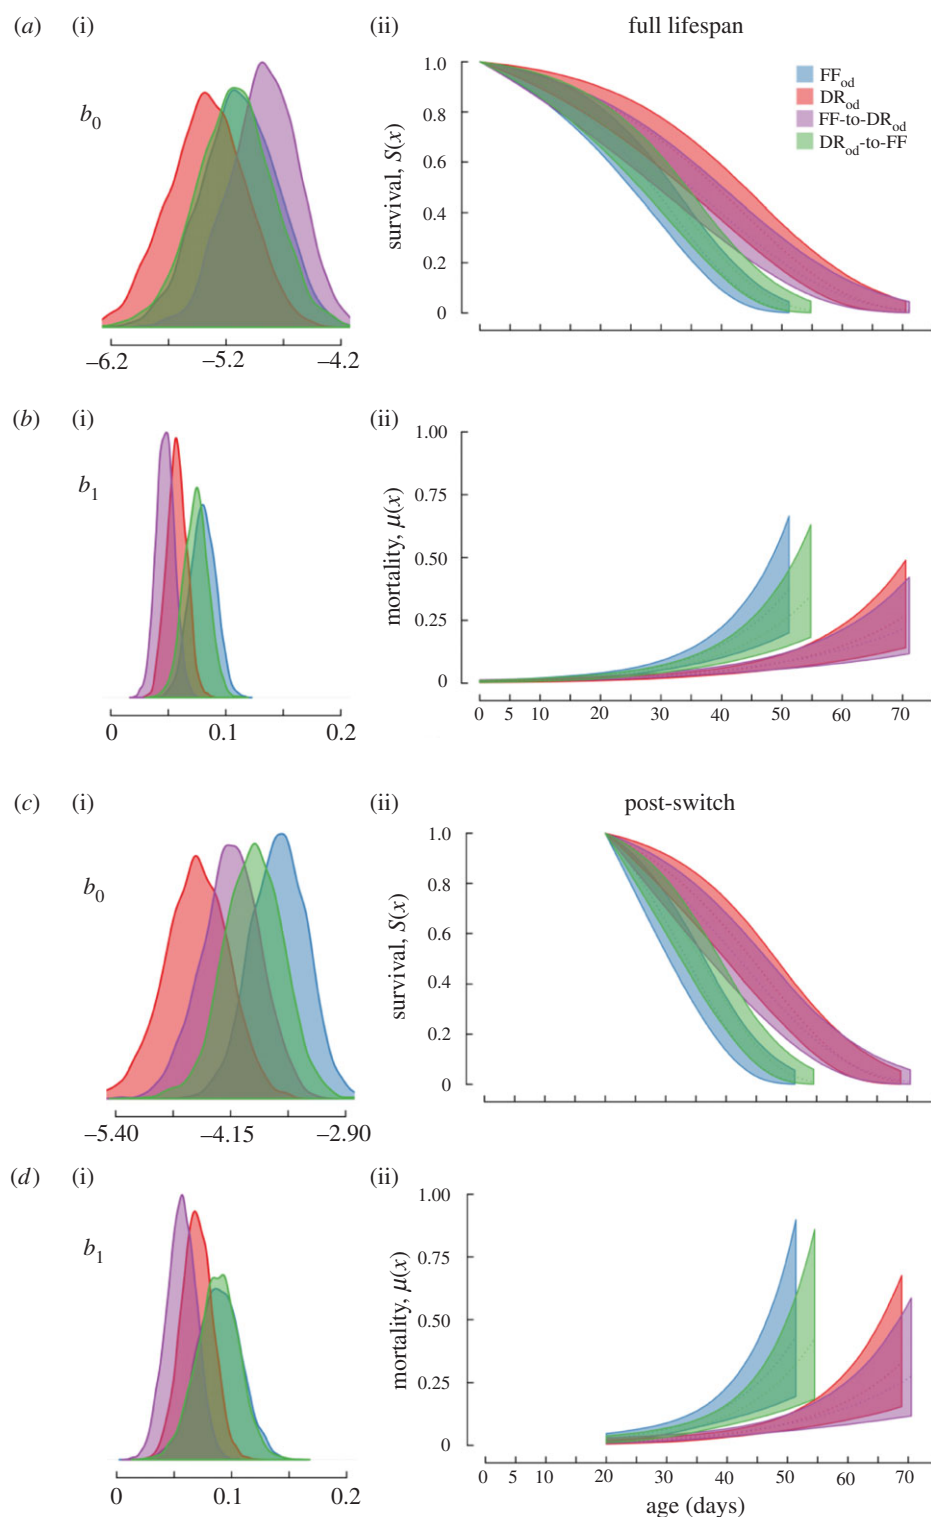 (a) (i) (ii) full lifespan
b0
survival, S(x)
1.0
0.8
0.6
0.4
0.2
0
FFod
DRod
FF-to-DRod
DRod-to-FF
–6.2 –5.2 –4.2
(b) (i) (ii)
b1
mortality, μ(x)
1.00
0.75
0.50
0.25
0
0 0.1 0.2
0 5 10 20 30 40 50 60 70
(c) (i) (ii) post-switch
b0
survival, S(x)
1.0
0.8
0.6
0.4
0.2
0
–5.40 –4.15 –2.90
(d) (i) (ii)
b1
mortality, μ(x)
1.00
0.75
0.50
0.25
0
0 0.1 0.2
0 5 10 20 30 40 50 60 70
age (days)